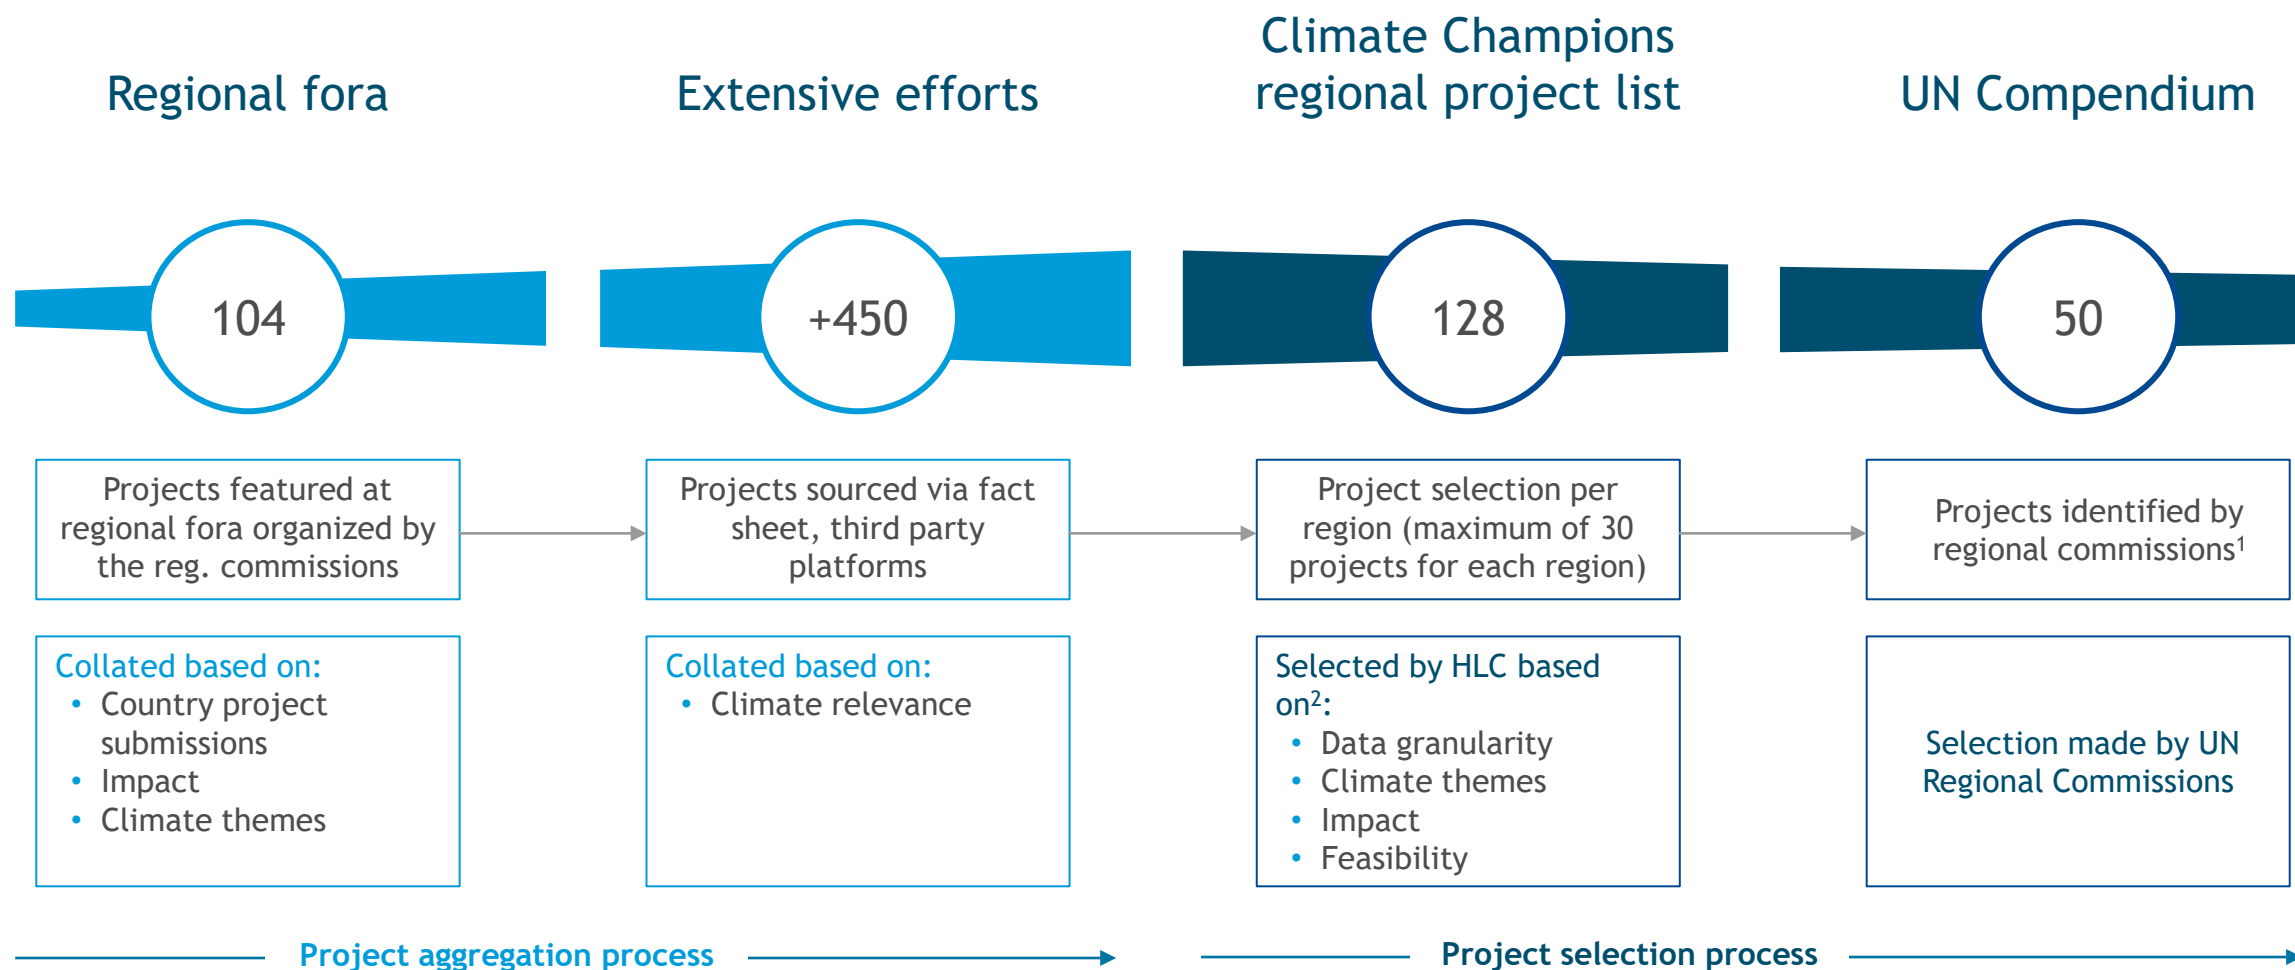 Regional fora
Extensive efforts
Climate Champions
regional project list
UN Compendium
104
+450
128
50
Projects featured at
regional fora organized by
the reg. commissions
Projects sourced via fact
sheet, third party
platforms
Project selection per
region (maximum of 30
projects for each region)
Projects identified by
regional commissions¹
Collated based on:
• Country project
submissions
• Impact
• Climate themes
Collated based on:
• Climate relevance
Selected by HLC based
on²:
• Data granularity
• Climate themes
• Impact
• Feasibility
Selection made by UN
Regional Commissions
Project aggregation process
Project selection process